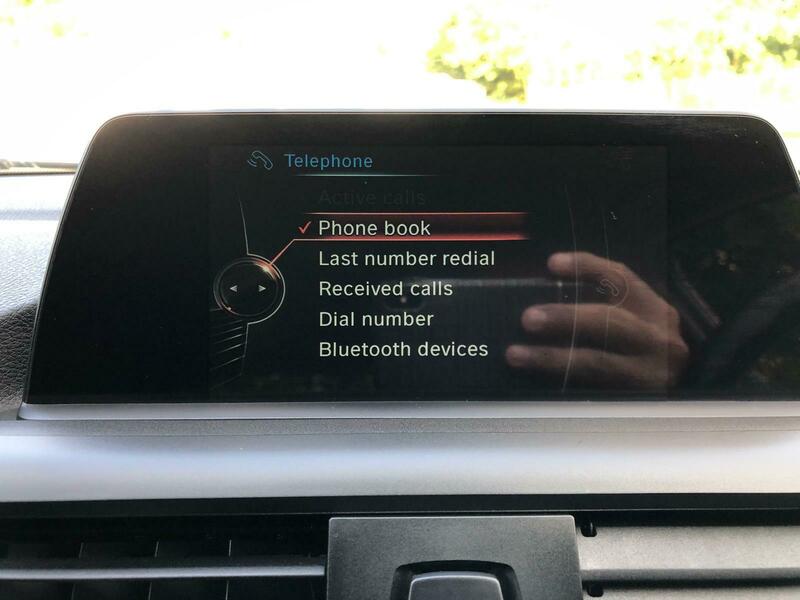 Telephone
Active calls
Phone book
Last number redial
Received calls
Dial number
Bluetooth devices